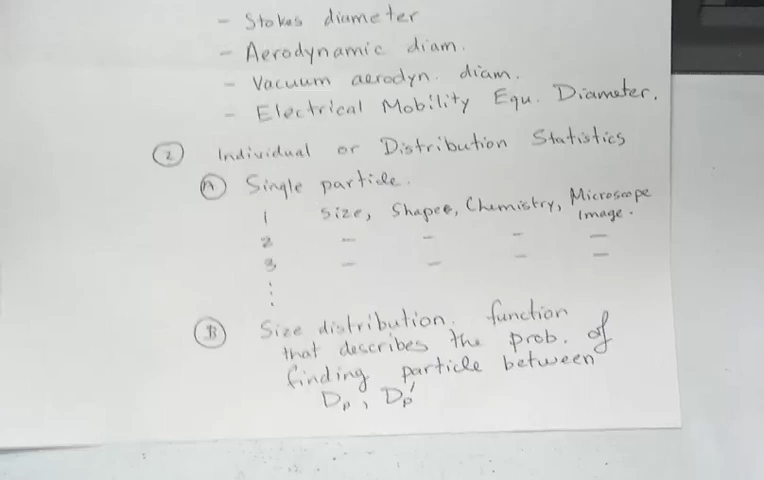 - Stokes diameter
- Aerodynamic diam.
- Vacuum aerodyn. diam.
- Electrical Mobility Equ. Diameter.
② Individual or Distribution Statistics
Ⓐ Single particle.
1 Size, Shapee, Chemistry, Microscope Image.
2 - - - -
3 - - - -
⋮
Ⓑ Size distribution. function
that describes the prob. of
finding particle between
Dp, Dp'